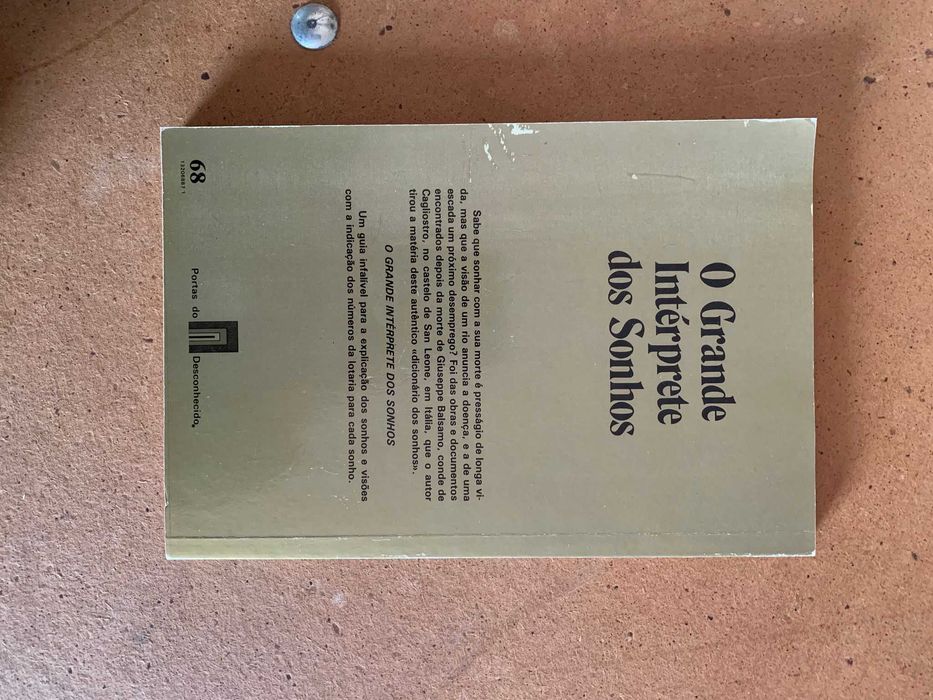 O Grande
Intérprete
dos Sonhos
Sabe que sonhar com a sua morte é presságio de longa vi-
da, mas que a visão de um rio anuncia a doença, e a de uma
escada um próximo desemprego? Foi das obras e documentos
encontrados depois da morte de Giuseppe Balsamo, conde de
Cagliostro, no castelo de San Leone, em Itália, que o autor
tirou a matéria deste autêntico «dicionário dos sonhos».
O GRANDE INTÉRPRETE DOS SONHOS
Um guia infalível para a explicação dos sonhos e visões
com a indicação dos números da lotaria para cada sonho.
68
Portas do Desconhecido